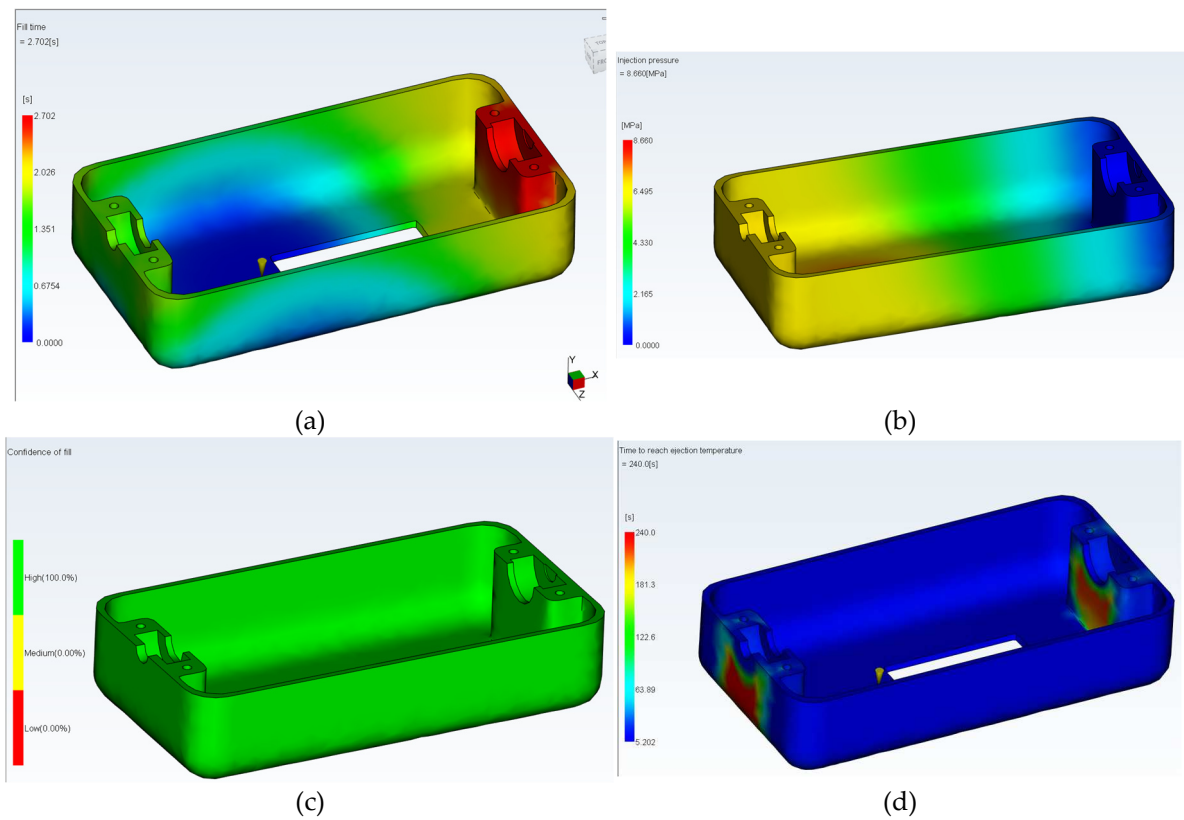 Fill time
= 2.702[s]
[s]
2.702
2.026
1.351
0.6754
0.0000
Y
X
Z
(a)
Injection pressure
= 8.660[MPa]
[MPa]
8.660
6.495
4.330
2.165
0.0000
(b)
Confidence of fill
High(100.0%)
Medium(0.00%)
Low(0.00%)
(c)
Time to reach ejection temperature
= 240.0[s]
[s]
240.0
181.3
122.6
63.89
5.202
(d)